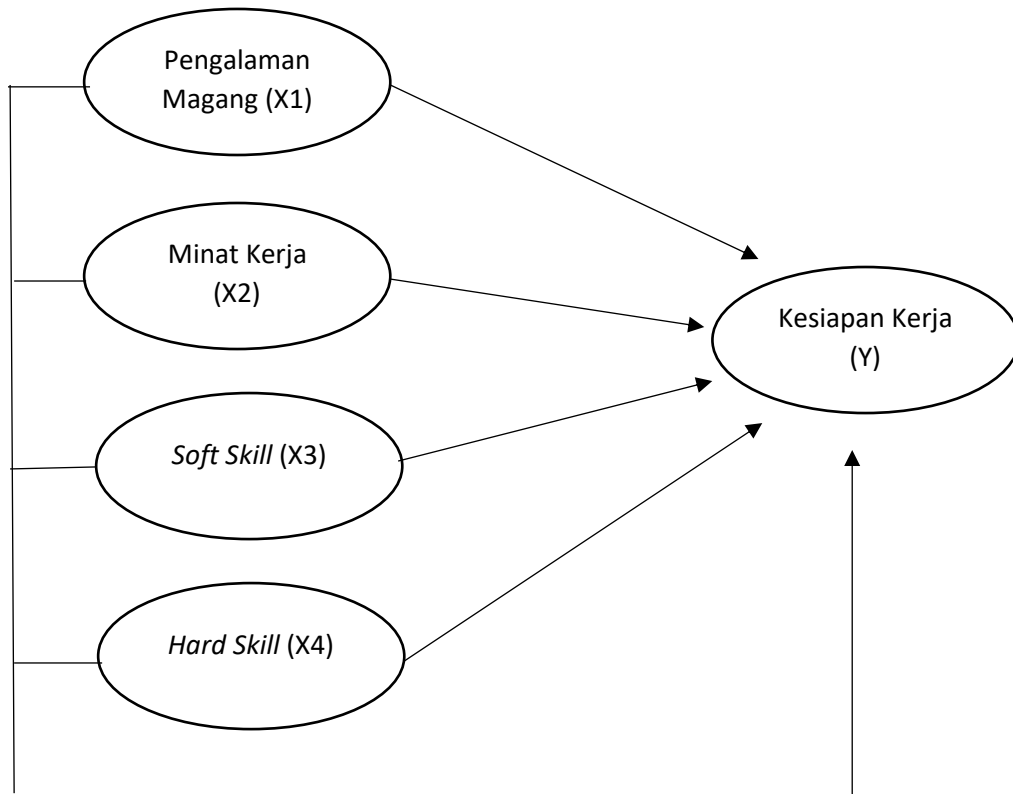 Pengalaman
Magang (X1)
Minat Kerja
(X2)
Kesiapan Kerja
(Y)
Soft Skill (X3)
Hard Skill (X4)